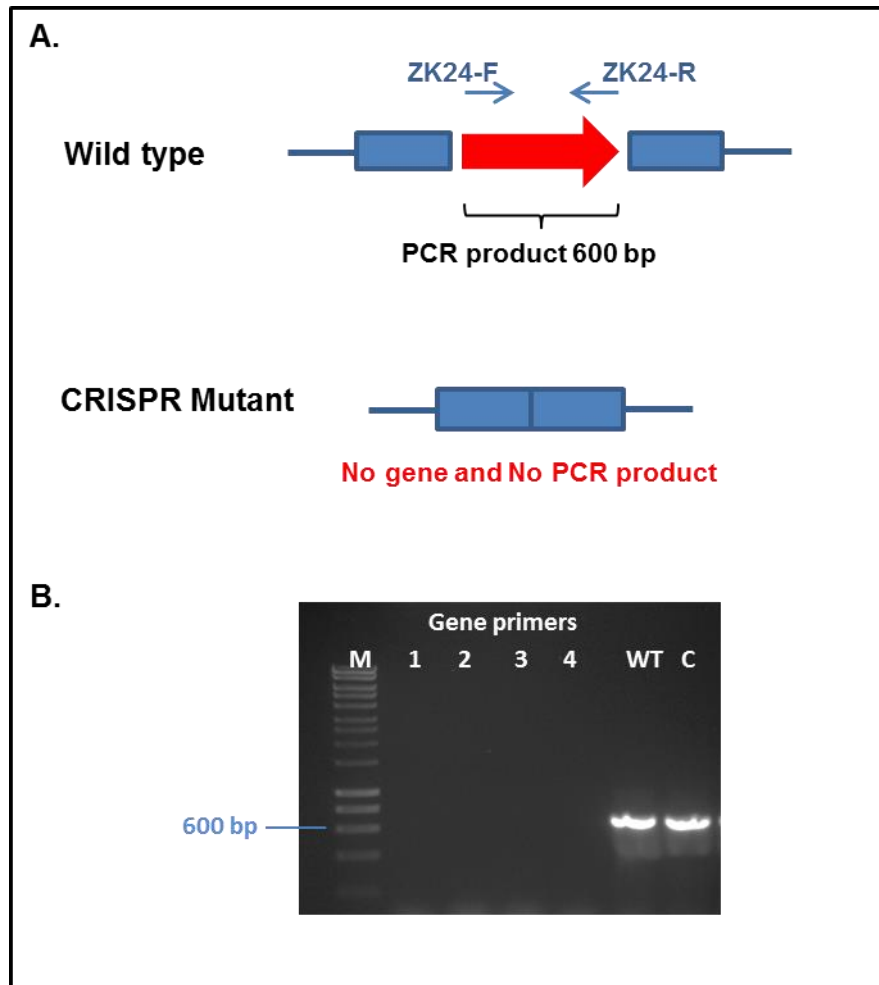 A.
ZK24-F ZK24-R
Wild type
PCR product 600 bp
CRISPR Mutant
No gene and No PCR product
B.
Gene primers
M 1 2 3 4 WT C
600 bp